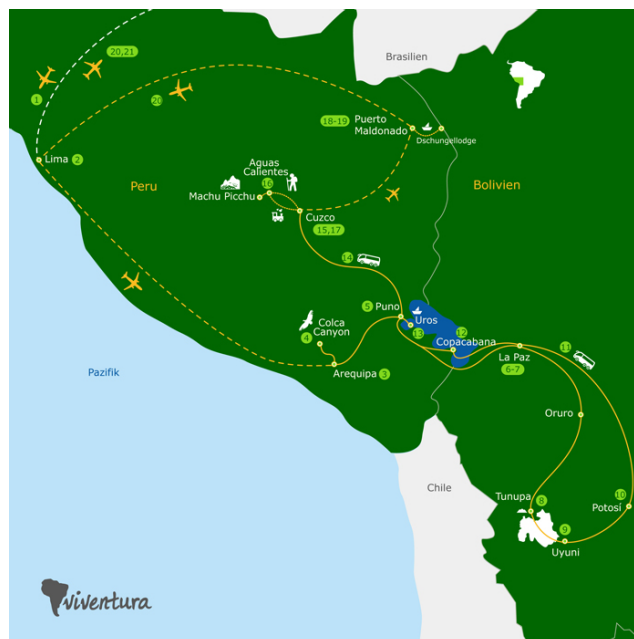 Brasilien
20,21
1
20
18-19
Puerto
Maldonado
Dschungellodge
Lima
2
Aguas
Calientes
16
Peru
Bolivien
Machu Picchu
Cuzco
15,17
14
5
Puno
Uros
Colca
Canyon
4
13
12
Copacabana
11
La Paz
6-7
Pazifik
Arequipa
3
Oruro
Chile
Tunupa
8
10
Potosí
9
Uyuni
viventura